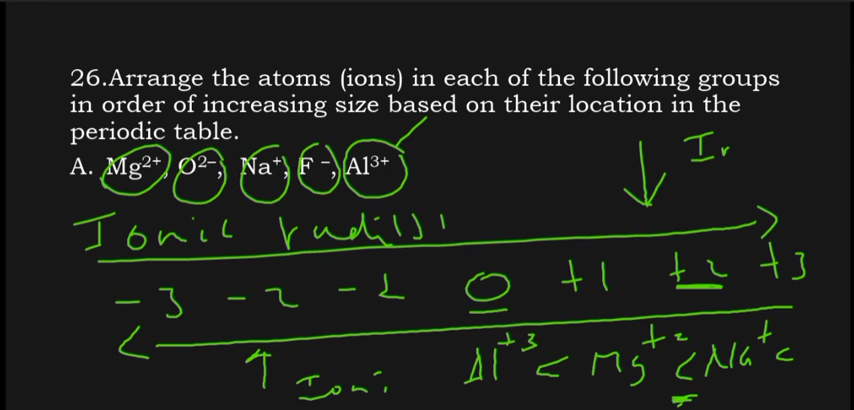 26.Arrange the atoms (ions) in each of the following groups
in order of increasing size based on their location in the
periodic table.
A. Mg²⁺, O²⁻, Na⁺, F⁻, Al³⁺
Ir
Ionic
-3 -2 -1 0 +1 +2 +3
Al⁺³ < Mg⁺² < Na⁺ <
↑ Ion: